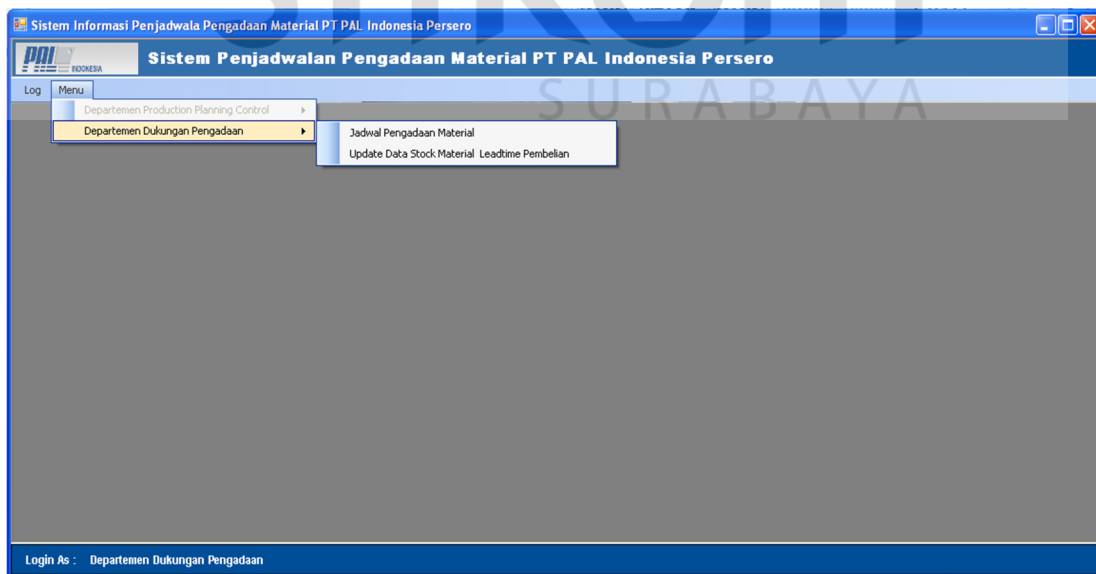 Sistem Informasi Penjadwala Pengadaan Material PT PAL Indonesia Persero
PAL INDONESIA
Sistem Penjadwalan Pengadaan Material PT PAL Indonesia Persero
Log Menu
SURABAYA
Departemen Production Planning Control
Departemen Dukungan Pengadaan
Jadwal Pengadaan Material
Update Data Stock Material Leadtime Pembelian
Login As : Departemen Dukungan Pengadaan